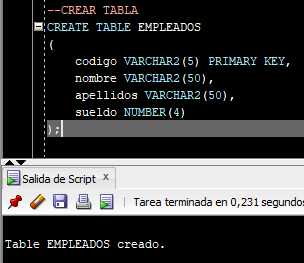 --CREAR TABLA
CREATE TABLE EMPLEADOS
(
codigo VARCHAR2(5) PRIMARY KEY,
nombre VARCHAR2(50),
apellidos VARCHAR2(50),
sueldo NUMBER(4)
);
Salida de Script x
Tarea terminada en 0,231 segundos
Table EMPLEADOS creado.